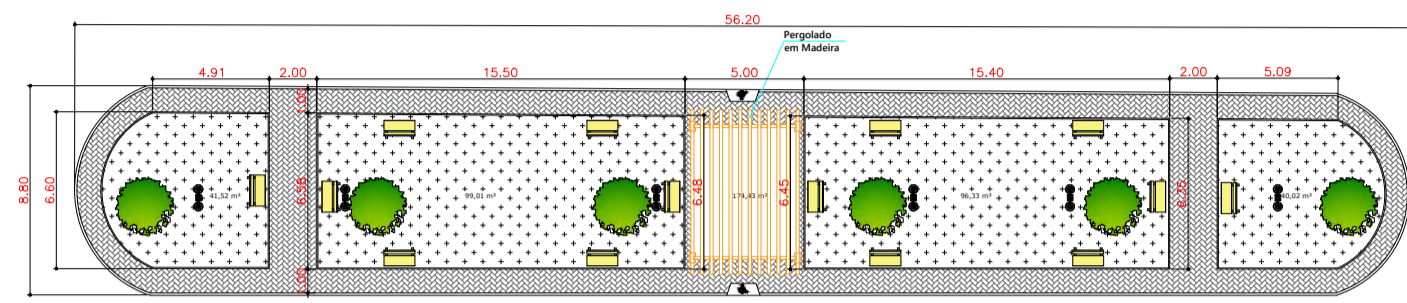 56.20
Pergolado
em Madeira
4.91
2.00
15.50
5.00
15.40
2.00
5.09
1.00
8.80
6.60
6.56
6.48
6.45
6.35
41,52 m²
99,01 m²
174,43 m²
96,33 m²
40,02 m²
1.00